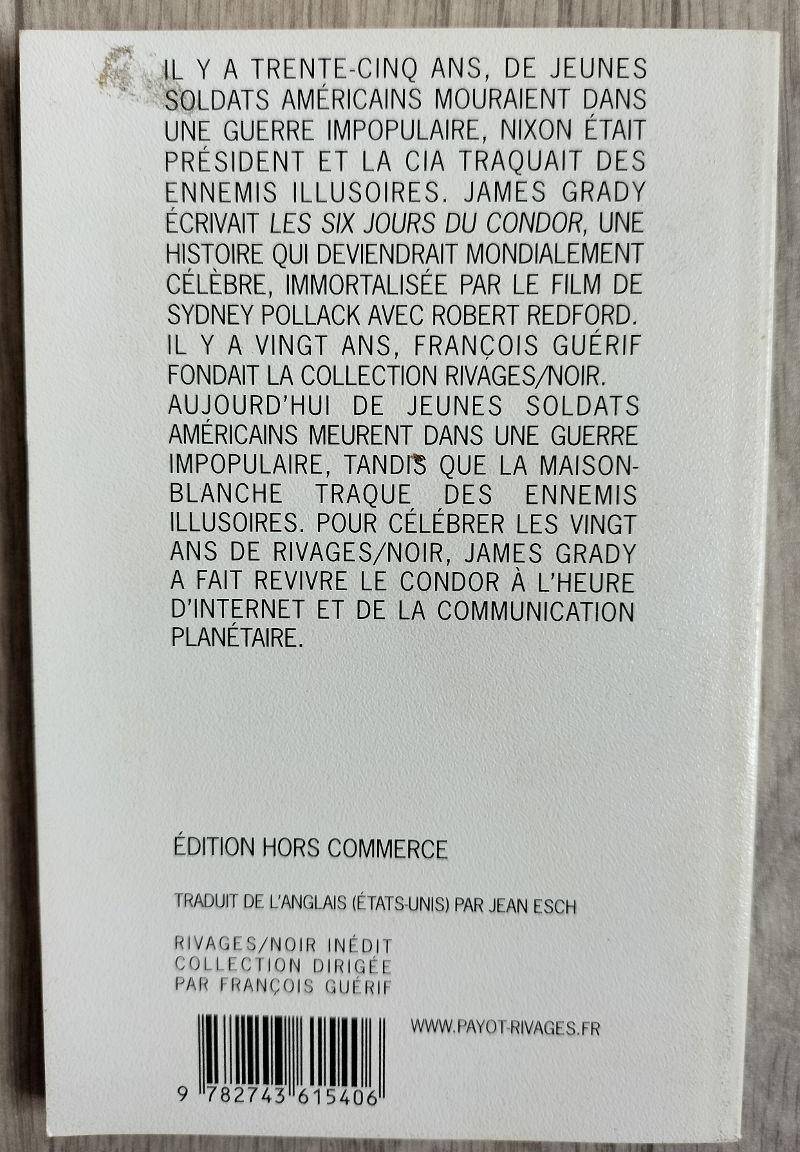 IL Y A TRENTE-CINQ ANS, DE JEUNES
SOLDATS AMÉRICAINS MOURAIENT DANS
UNE GUERRE IMPOPULAIRE, NIXON ÉTAIT
PRÉSIDENT ET LA CIA TRAQUAIT DES
ENNEMIS ILLUSOIRES. JAMES GRADY
ÉCRIVAIT LES SIX JOURS DU CONDOR, UNE
HISTOIRE QUI DEVIENDRAIT MONDIALEMENT
CÉLÈBRE, IMMORTALISÉE PAR LE FILM DE
SYDNEY POLLACK AVEC ROBERT REDFORD.
IL Y A VINGT ANS, FRANÇOIS GUÉRIF
FONDAIT LA COLLECTION RIVAGES/NOIR.
AUJOURD'HUI DE JEUNES SOLDATS
AMÉRICAINS MEURENT DANS UNE GUERRE
IMPOPULAIRE, TANDIS QUE LA MAISON-
BLANCHE TRAQUE DES ENNEMIS
ILLUSOIRES. POUR CÉLÉBRER LES VINGT
ANS DE RIVAGES/NOIR, JAMES GRADY
A FAIT REVIVRE LE CONDOR À L'HEURE
D'INTERNET ET DE LA COMMUNICATION
PLANÉTAIRE.
ÉDITION HORS COMMERCE
TRADUIT DE L'ANGLAIS (ÉTATS-UNIS) PAR JEAN ESCH
RIVAGES/NOIR INÉDIT
COLLECTION DIRIGÉE
PAR FRANÇOIS GUÉRIF
WWW.PAYOT-RIVAGES.FR
9 782743 615406